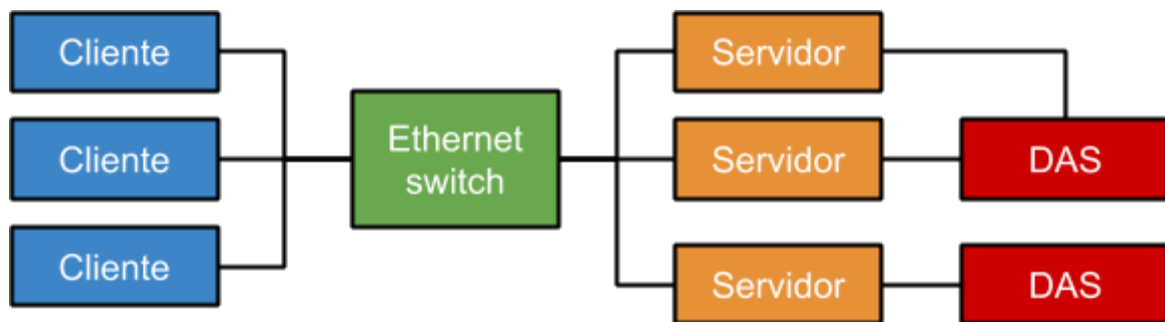 Cliente
Cliente
Cliente
Ethernet
switch
Servidor
Servidor
Servidor
DAS
DAS